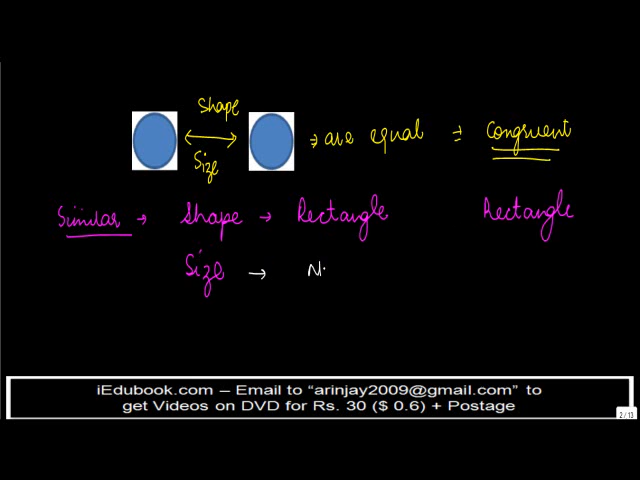 Shape
Size
⇒ are equal = Congruent
Similar → Shape → Rectangle Rectangle
Size → N.
iEdubook.com – Email to “arinjay2009@gmail.com” to
get Videos on DVD for Rs. 30 ($ 0.6) + Postage
2 / 13